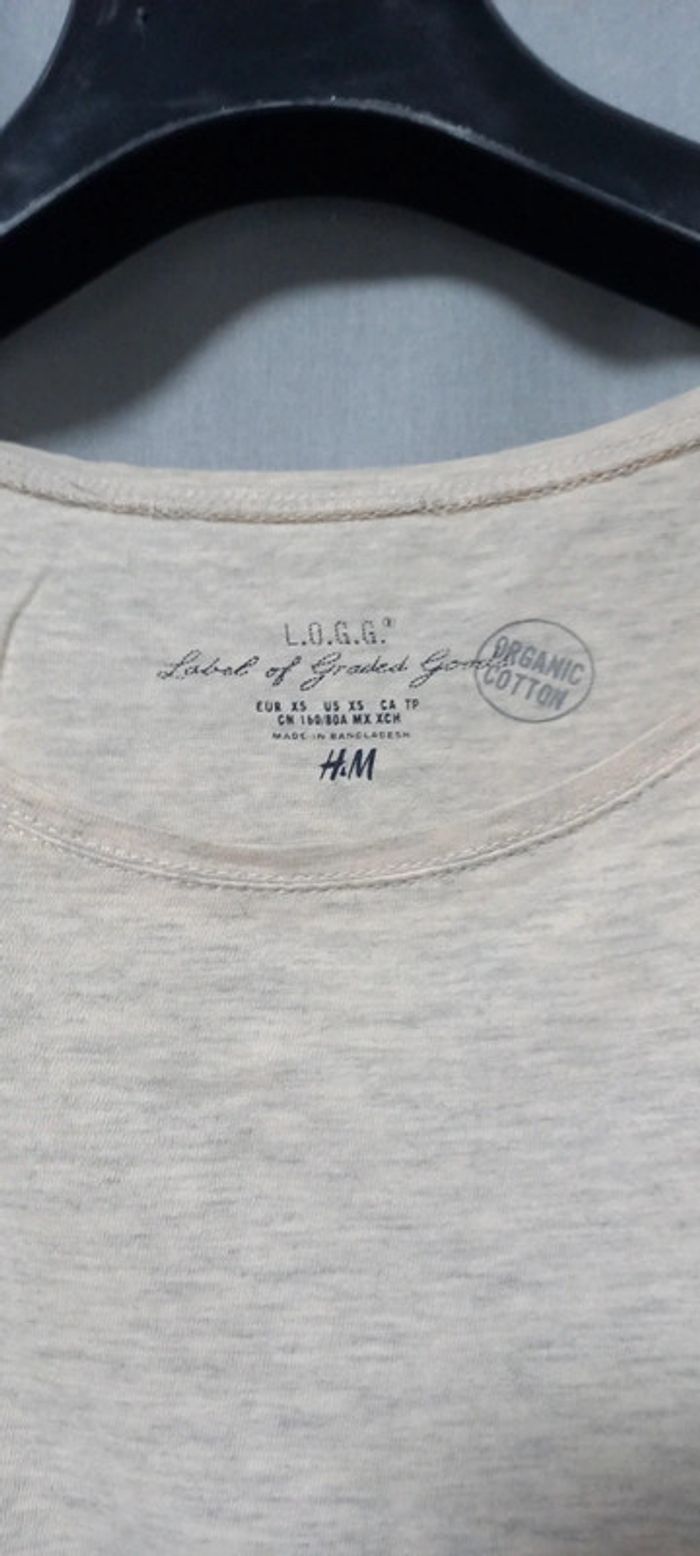 L.O.G.G.®
Label of Graded Goods
ORGANIC
COTTON
EUR XS US XS CA TP
CN 160/80A MX XCH
MADE IN BANGLADESH
H&M